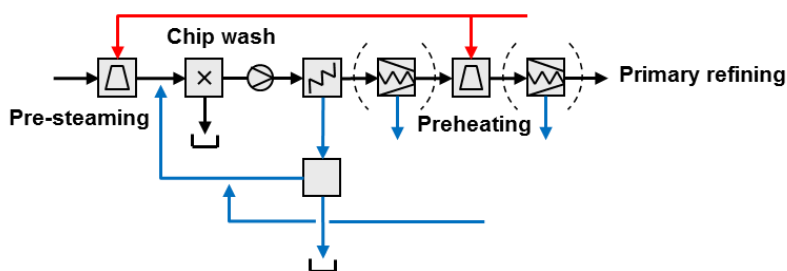 Chip wash
Primary refining
Pre-steaming
Preheating